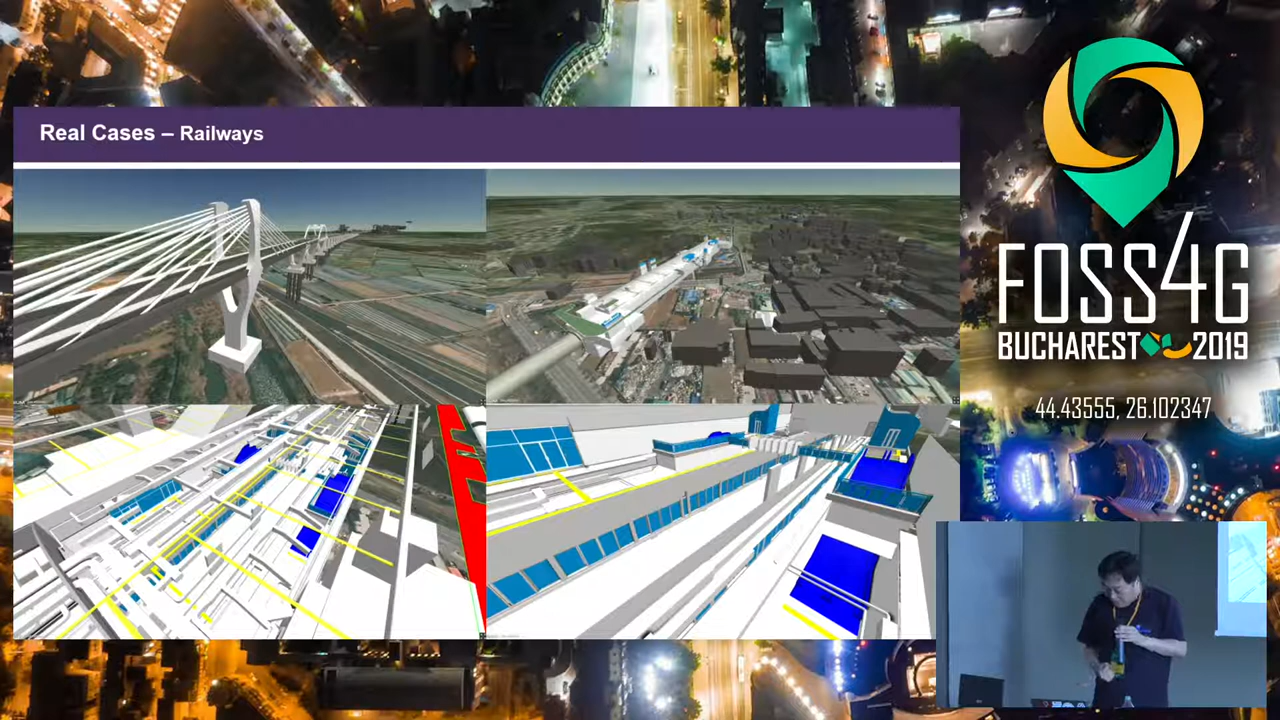 Real Cases – Railways
FOSS4G
BUCHAREST 2019
44.43555, 26.102347